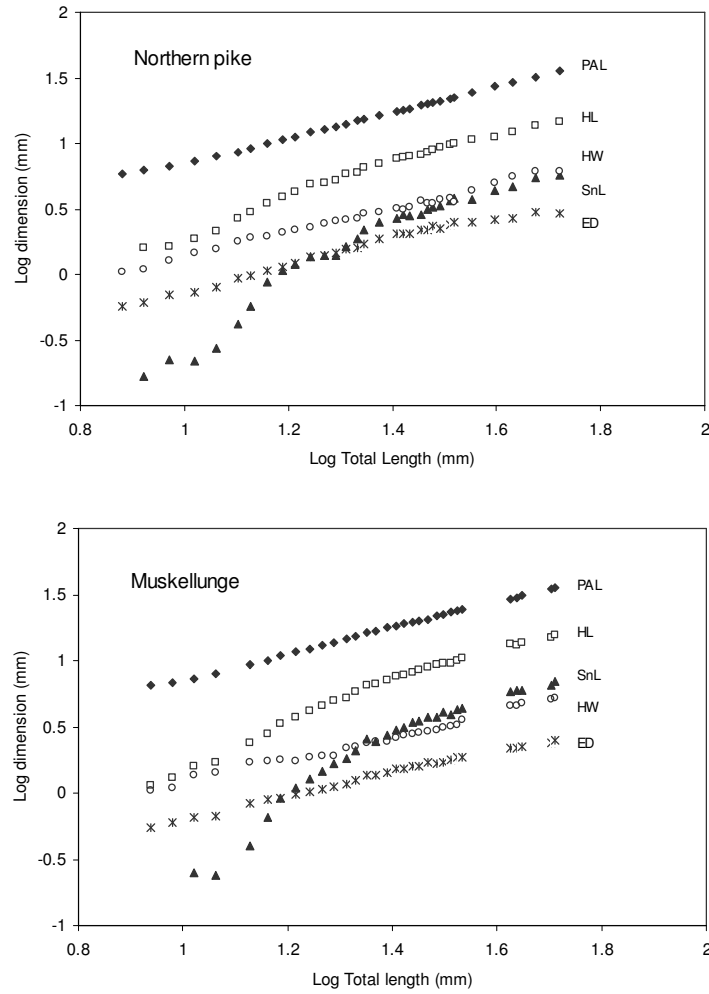 2
Northern pike
PAL
1.5
HL
1
HW
SnL
0.5
ED
0
-0.5
-1
0.8 1 1.2 1.4 1.6 1.8 2
Log dimension (mm)
Log Total Length (mm)
2
Muskellunge
PAL
1.5
HL
1
SnL
HW
0.5
ED
0
-0.5
-1
0.8 1 1.2 1.4 1.6 1.8 2
Log dimension (mm)
Log Total length (mm)